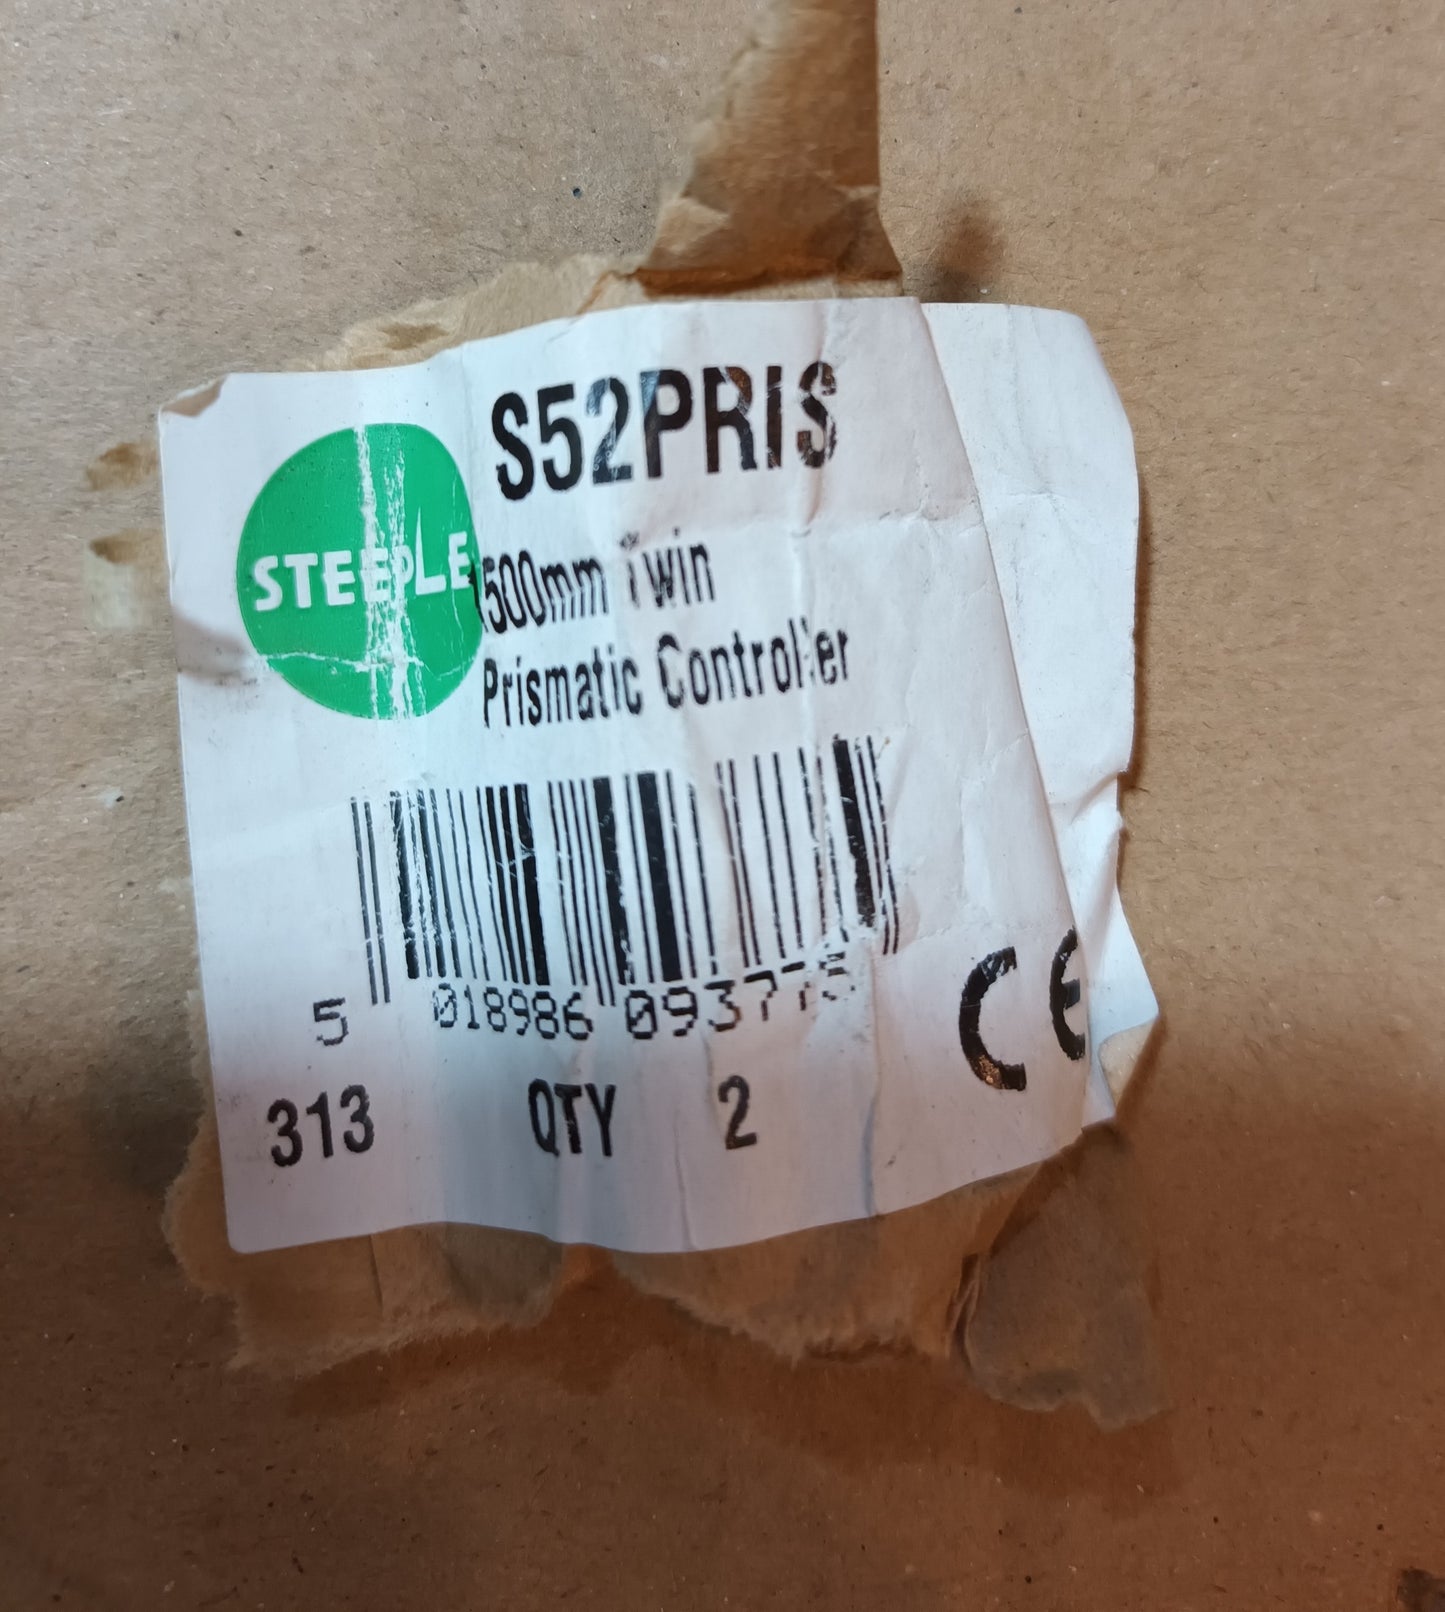 S52PRIS
STEEPLE
1500mm Twin
Prismatic Controller
5 018986 093775
CE
313 QTY 2